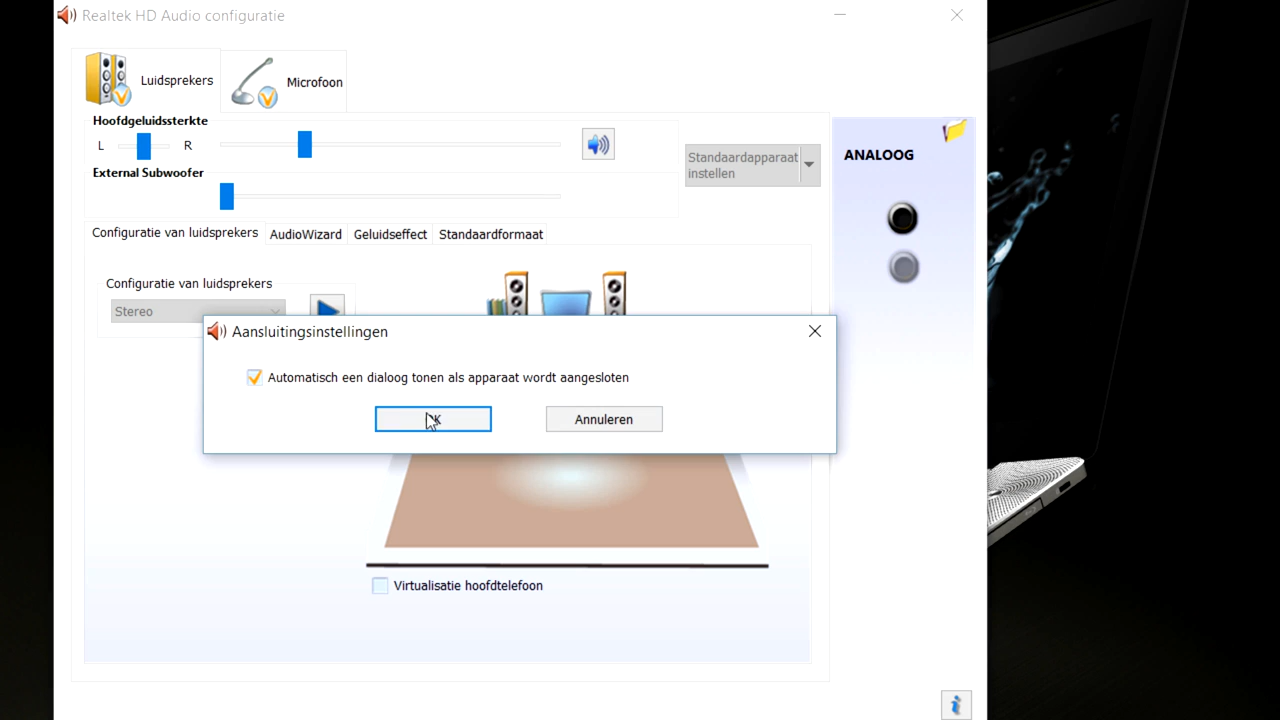 Realtek HD Audio configuratie
Luidsprekers
Microfoon
Hoofdgeluidssterkte
L
R
External Subwoofer
Standaardapparaat
instellen
ANALOOG
Configuratie van luidsprekers
AudioWizard
Geluidseffect
Standaardformaat
Configuratie van luidsprekers
Stereo
Aansluitingsinstellingen
Automatisch een dialoog tonen als apparaat wordt aangesloten
Annuleren
Virtualisatie hoofdtelefoon